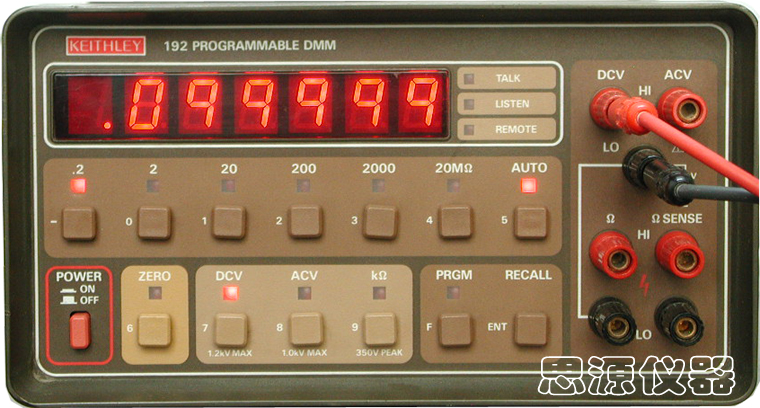 KEITHLEY 192 PROGRAMMABLE DMM
.099999
TALK
LISTEN
REMOTE
DCV ACV
HI
LO
.2 2 20 200 2000 20MΩ AUTO
- 0 1 2 3 4 5
Ω Ω SENSE
HI
LO
POWER
ON
OFF
ZERO DCV ACV kΩ PRGM RECALL
6 7 8 9 F ENT
1.2kV MAX 1.0kV MAX 350V PEAK
思源仪器